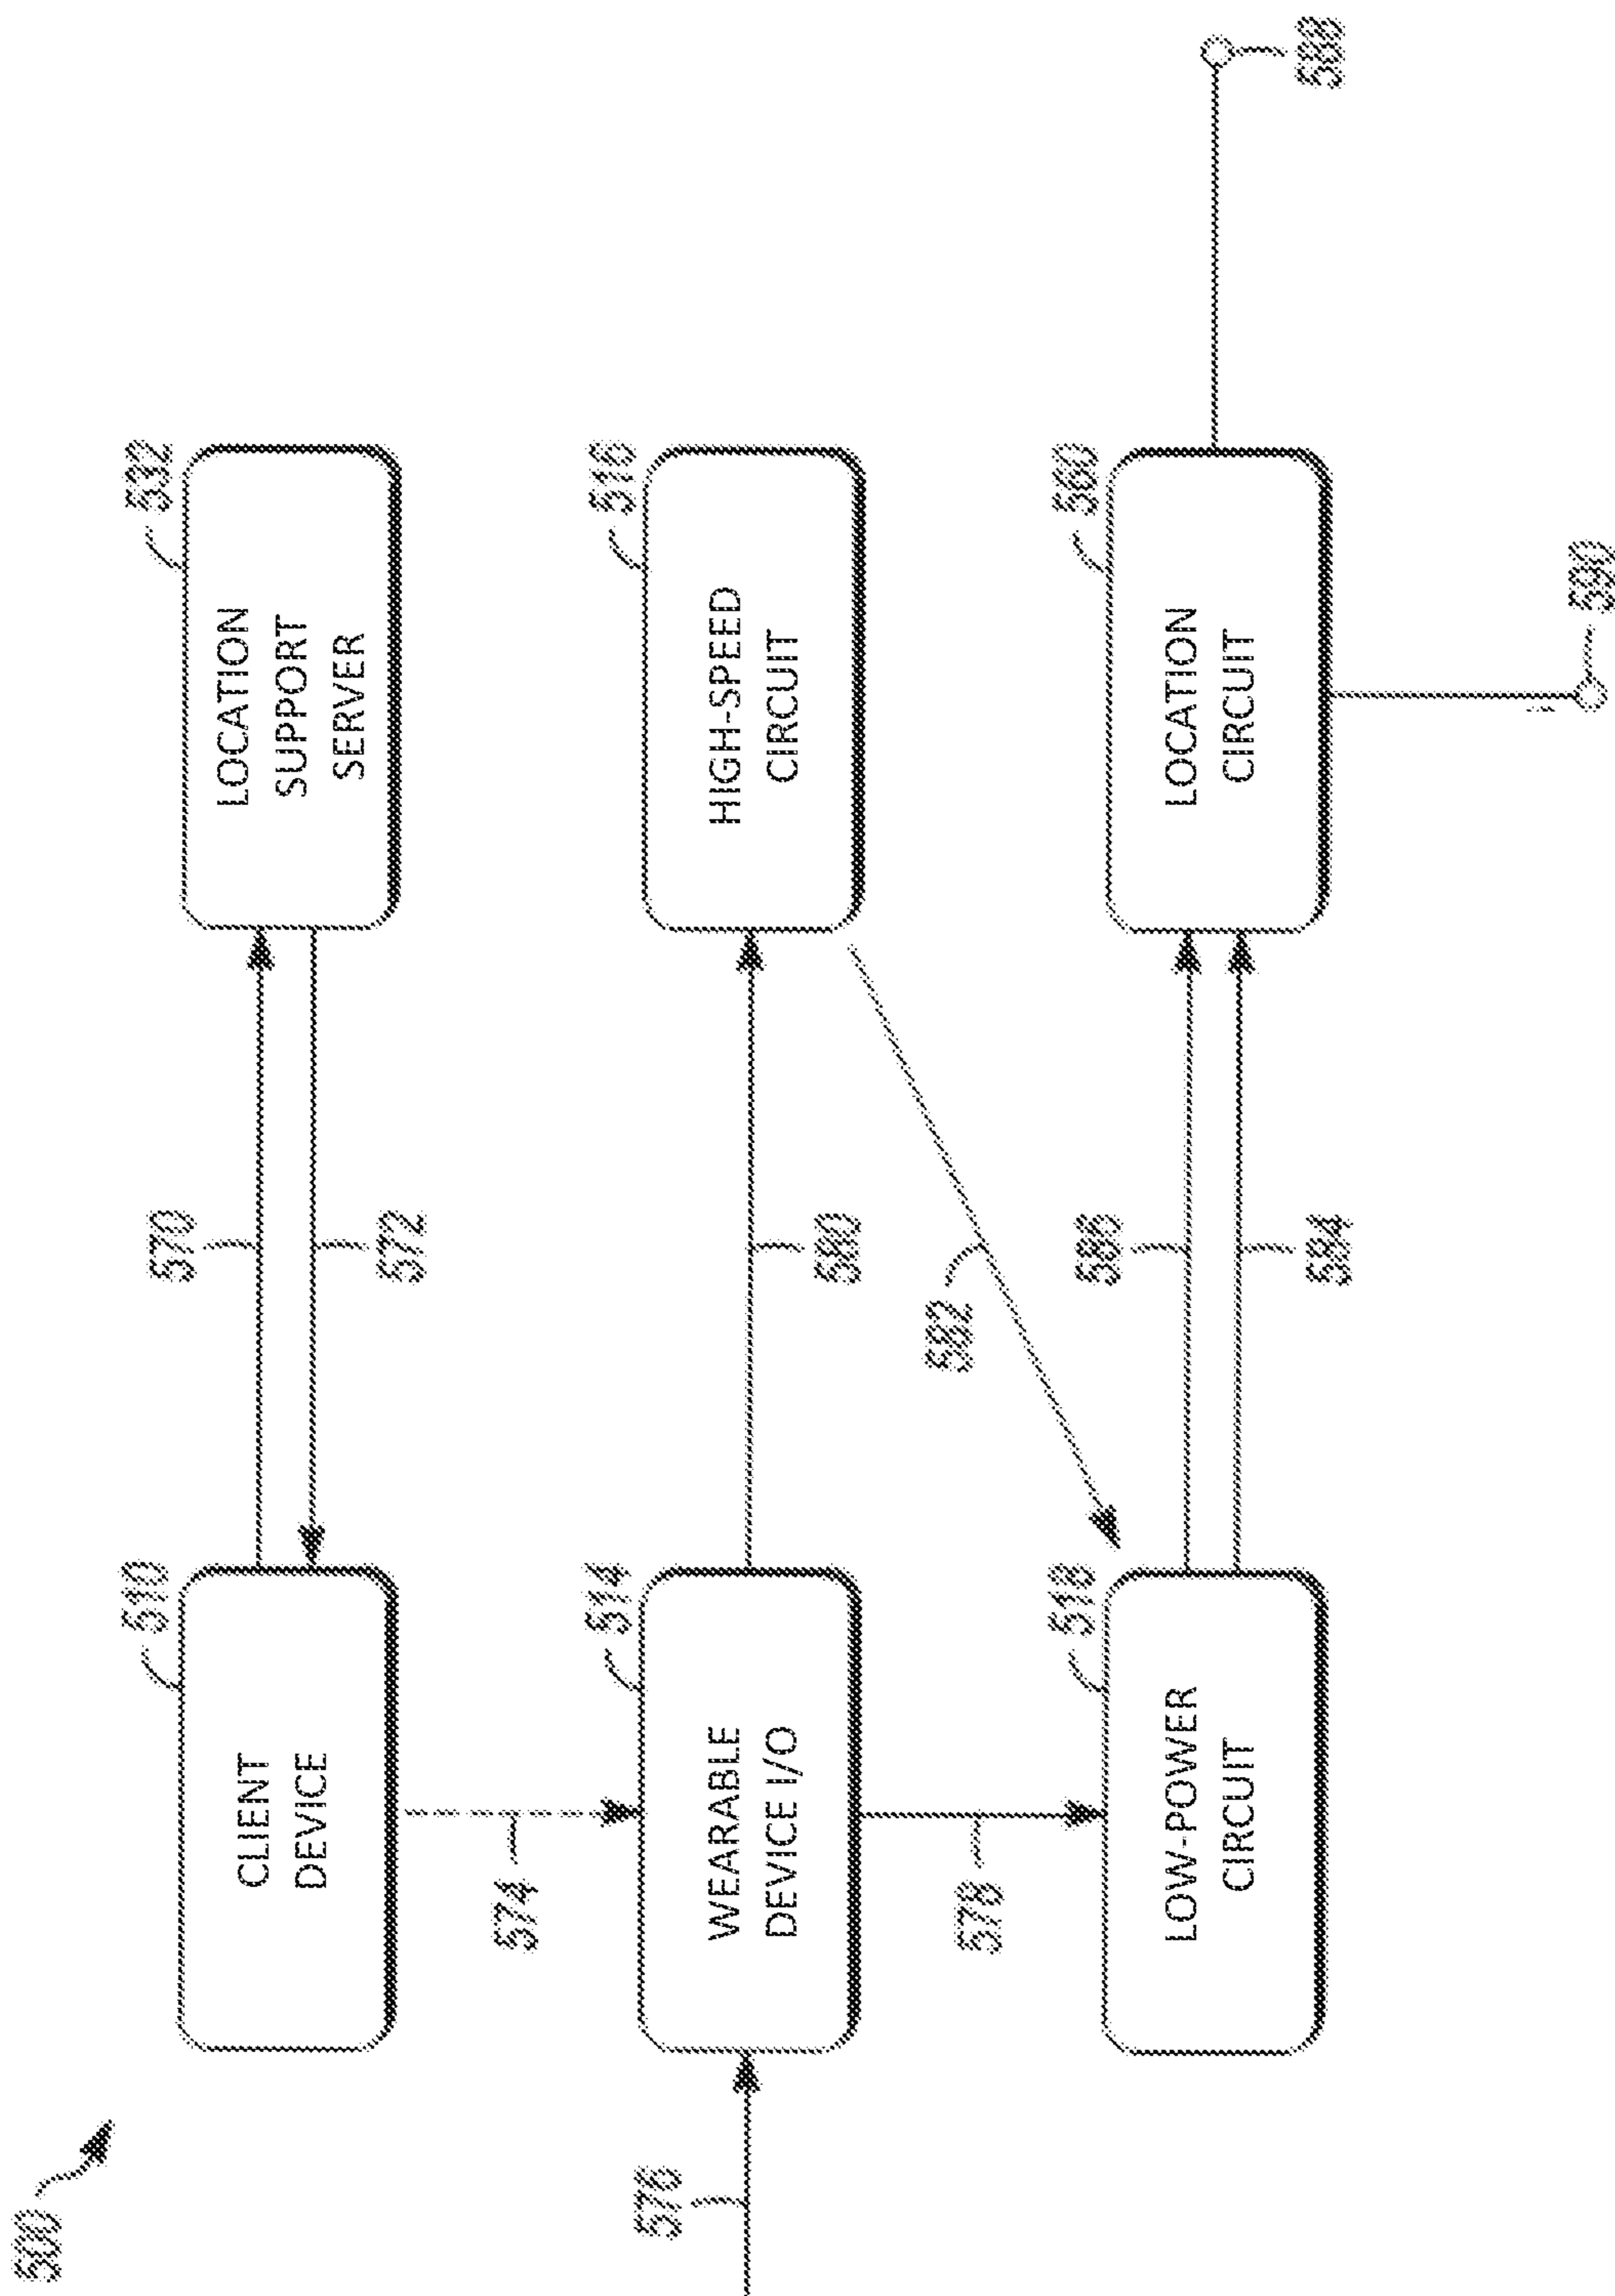 500
510
CLIENT
DEVICE
570
572
532
LOCATION
SUPPORT
SERVER
574
576
514
WEARABLE
DEVICE I/O
580
516
HIGH-SPEED
CIRCUIT
578
582
518
LOW-POWER
CIRCUIT
586
584
560
LOCATION
CIRCUIT
588
590